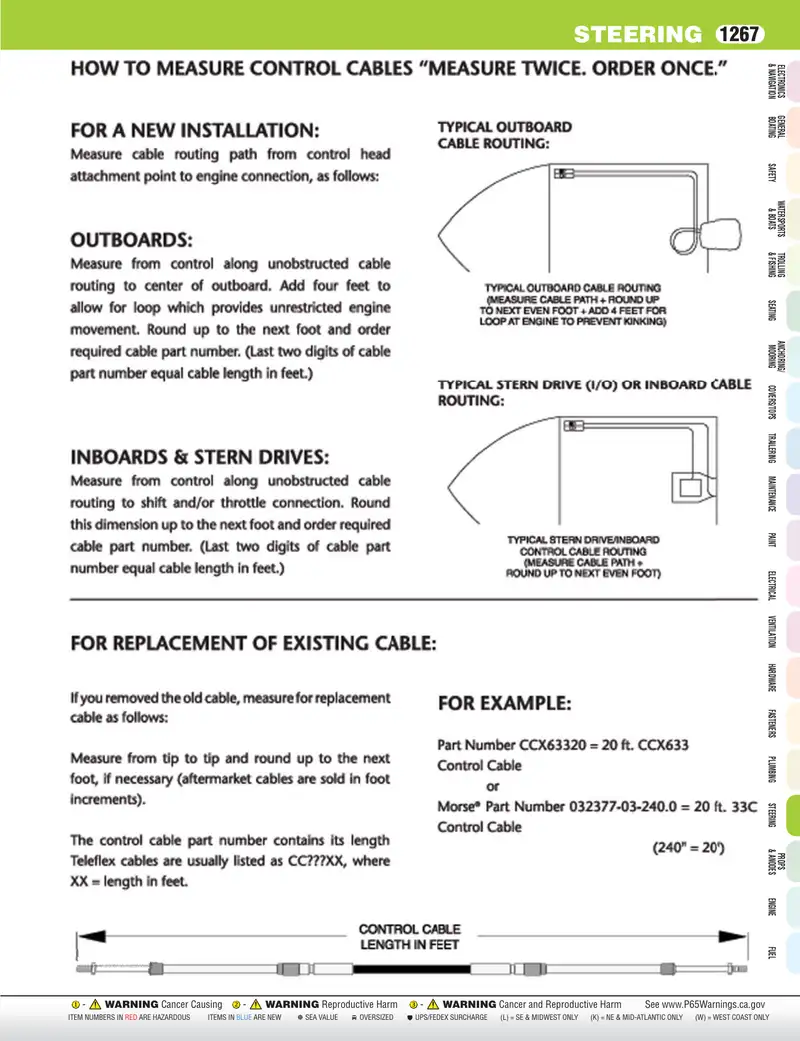 STEERING 1267
HOW TO MEASURE CONTROL CABLES “MEASURE TWICE. ORDER ONCE.”
FOR A NEW INSTALLATION:
Measure cable routing path from control head
attachment point to engine connection, as follows:
OUTBOARDS:
Measure from control along unobstructed cable
routing to center of outboard. Add four feet to
allow for loop which provides unrestricted engine
movement. Round up to the next foot and order
required cable part number. (Last two digits of cable
part number equal cable length in feet.)
INBOARDS & STERN DRIVES:
Measure from control along unobstructed cable
routing to shift and/or throttle connection. Round
this dimension up to the next foot and order required
cable part number. (Last two digits of cable part
number equal cable length in feet.)
TYPICAL OUTBOARD
CABLE ROUTING:
TYPICAL OUTBOARD CABLE ROUTING
(MEASURE CABLE PATH + ROUND UP
TO NEXT EVEN FOOT + ADD 4 FEET FOR
LOOP AT ENGINE TO PREVENT KINKING)
TYPICAL STERN DRIVE (I/O) OR INBOARD CABLE
ROUTING:
TYPICAL STERN DRIVE/INBOARD
CONTROL CABLE ROUTING
(MEASURE CABLE PATH +
ROUND UP TO NEXT EVEN FOOT)
FOR REPLACEMENT OF EXISTING CABLE:
If you removed the old cable, measure for replacement
cable as follows:
Measure from tip to tip and round up to the next
foot, if necessary (aftermarket cables are sold in foot
increments).
The control cable part number contains its length
Teleflex cables are usually listed as CC???XX, where
XX = length in feet.
FOR EXAMPLE:
Part Number CCX63320 = 20 ft. CCX633
Control Cable
or
Morse® Part Number 032377-03-240.0 = 20 ft. 33C
Control Cable
(240" = 20')
CONTROL CABLE
LENGTH IN FEET
ELECTRONICS
& NAVIGATION
GENERAL
BOATING
SAFETY
WATERSPORTS
& BOATS
TROLLING
& FISHING
SEATING
ANCHORING/
MOORING
COVERS/TOPS
TRAILERING
MAINTENANCE
PAINT
ELECTRICAL
VENTILATION
HARDWARE
FASTENERS
PLUMBING
STEERING
PROPS
& ANODES
ENGINE
FUEL
1 - WARNING Cancer Causing 2 - WARNING Reproductive Harm 3 - WARNING Cancer and Reproductive Harm See www.P65Warnings.ca.gov
ITEM NUMBERS IN RED ARE HAZARDOUS ITEMS IN BLUE ARE NEW SEA VALUE OVERSIZED UPS/FEDEX SURCHARGE (L) = SE & MIDWEST ONLY (K) = NE & MID-ATLANTIC ONLY (W) = WEST COAST ONLY